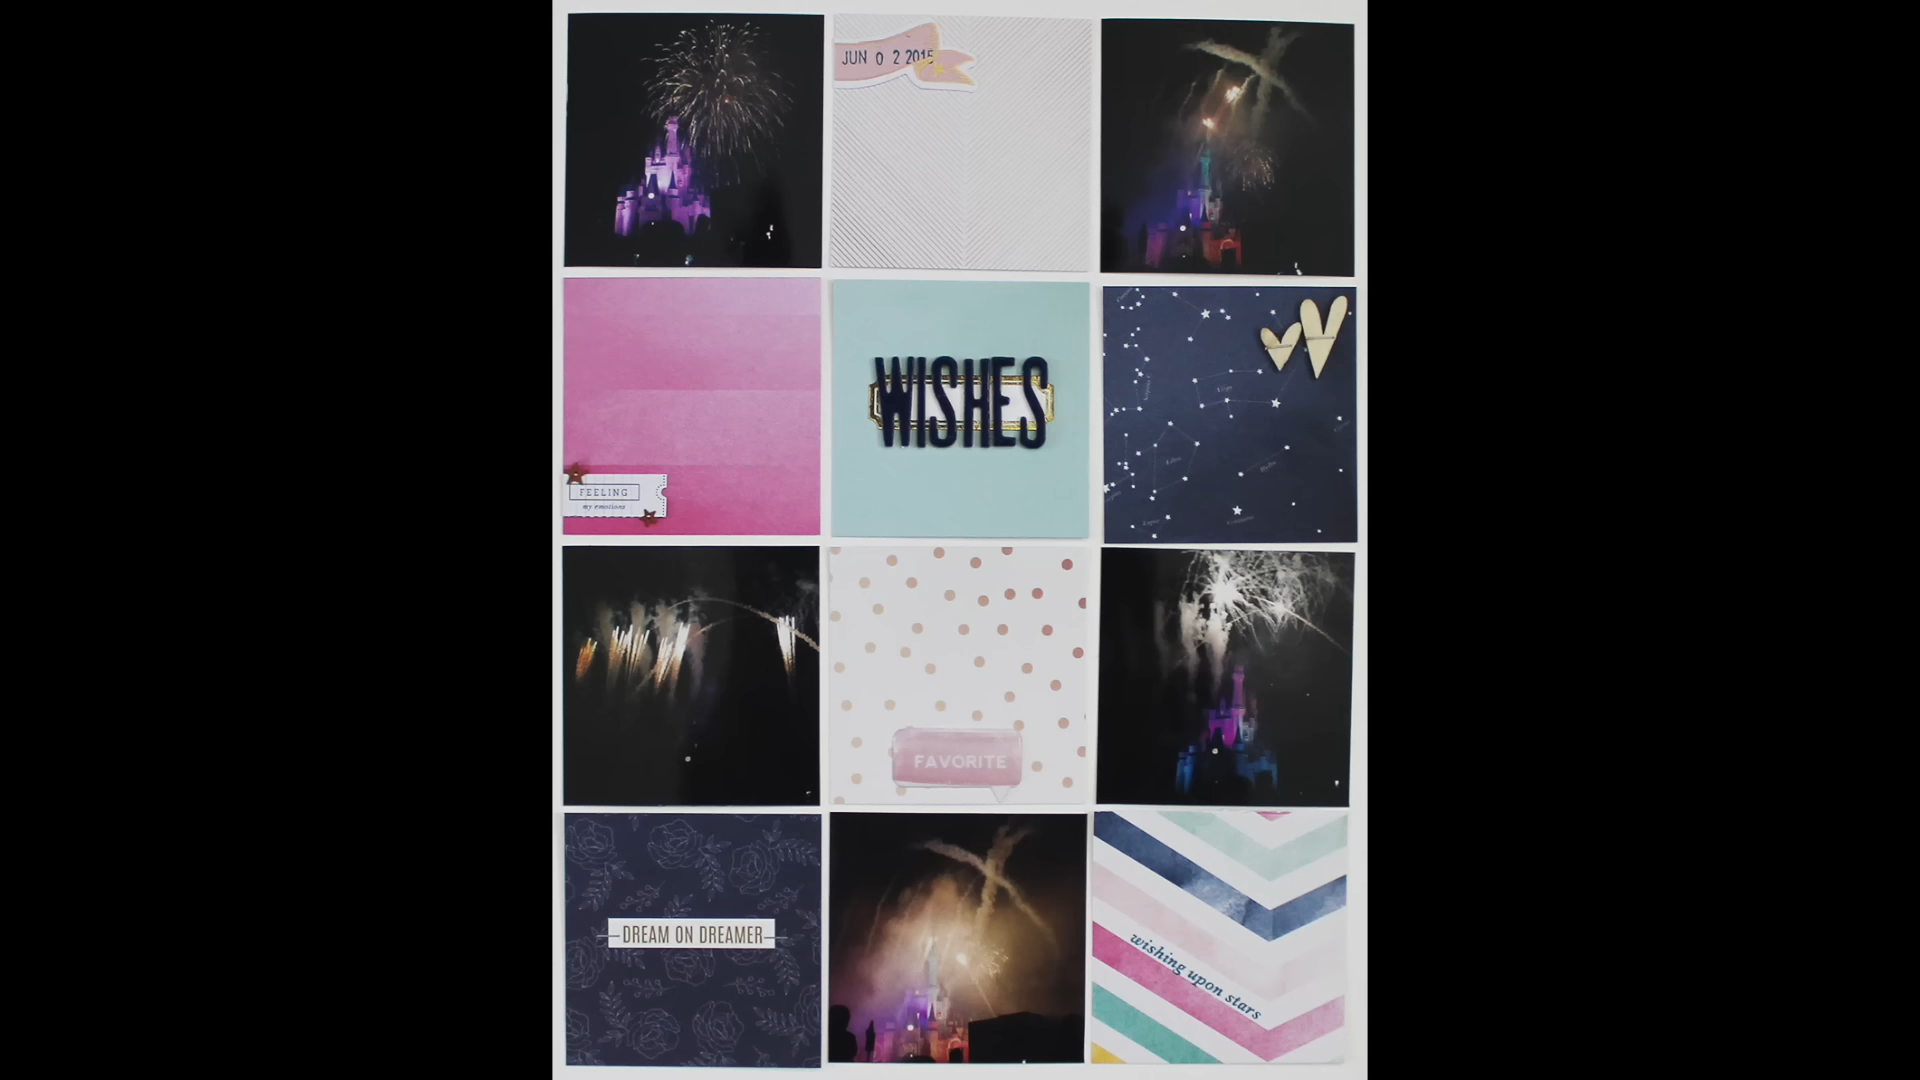 JUN 0 2 2015
FEELING
my emotions
WISHES
FAVORITE
DREAM ON DREAMER
wishing upon stars